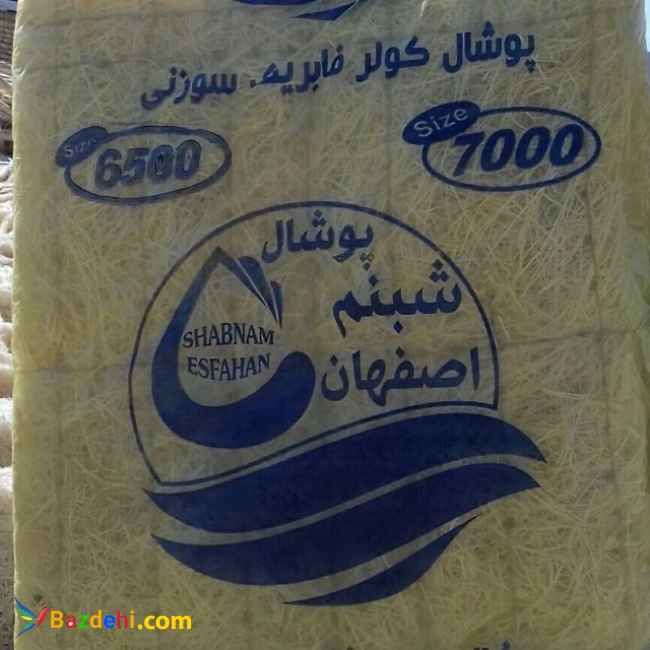 پوشال کولر فابریک سوزنی
Size 6500
Size 7000
پوشال
شبنم
اصفهان
SHABNAM
ESFAHAN
Bazdehi.com